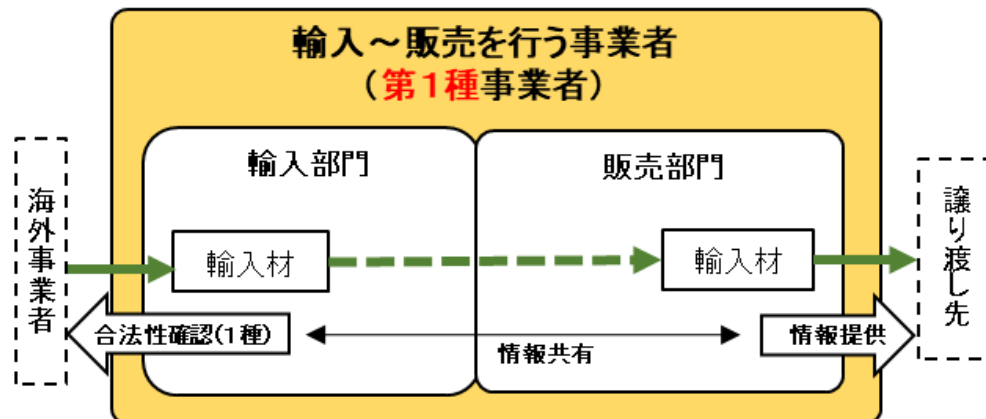 輸入～販売を行う事業者
（第１種事業者）
輸入部門
販売部門
海外事業者
輸入材
輸入材
譲り渡し先
合法性確認(1種)
情報共有
情報提供